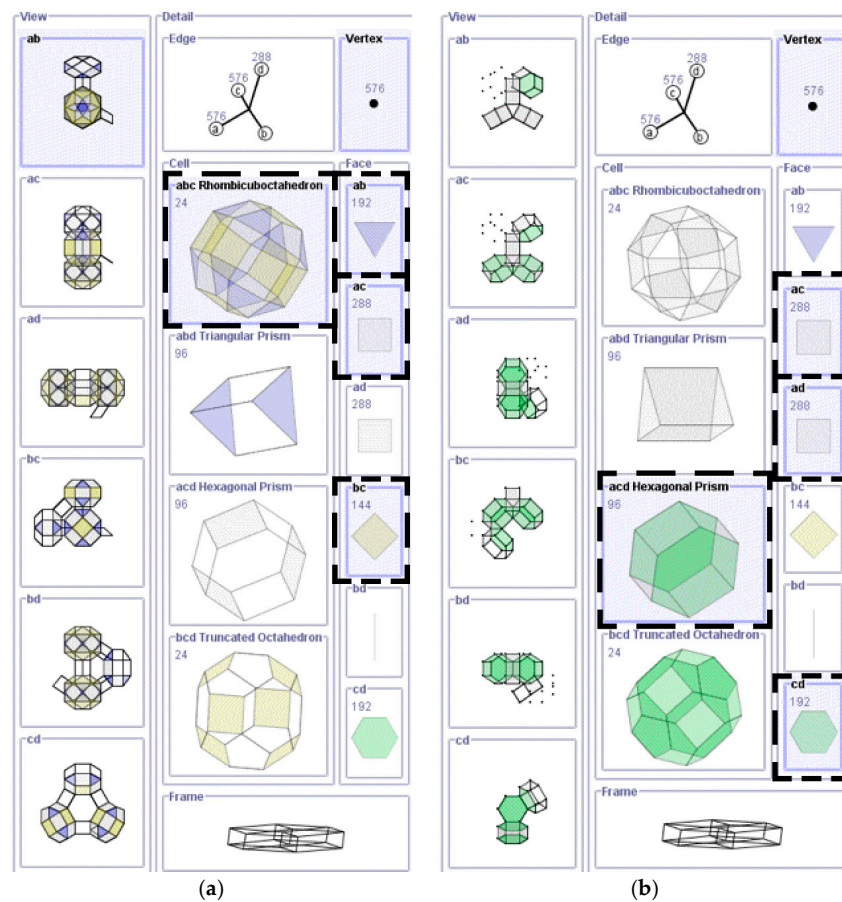 View
Detail
ab
Edge
288
d
576
c
576
a
b
Vertex
576
ac
Cell
Face
abc Rhombicuboctahedron
24
ab
192
ac
288
ad
abd Triangular Prism
96
ad
288
bc
acd Hexagonal Prism
96
bc
144
bd
bd
bcd Truncated Octahedron
24
cd
192
cd
Frame
(a)
View
Detail
ab
Edge
288
d
576
c
576
a
b
Vertex
576
ac
Cell
Face
abc Rhombicuboctahedron
24
ab
192
ac
288
ad
abd Triangular Prism
96
ad
288
bc
acd Hexagonal Prism
96
bc
144
bd
bd
bcd Truncated Octahedron
24
cd
192
cd
Frame
(b)